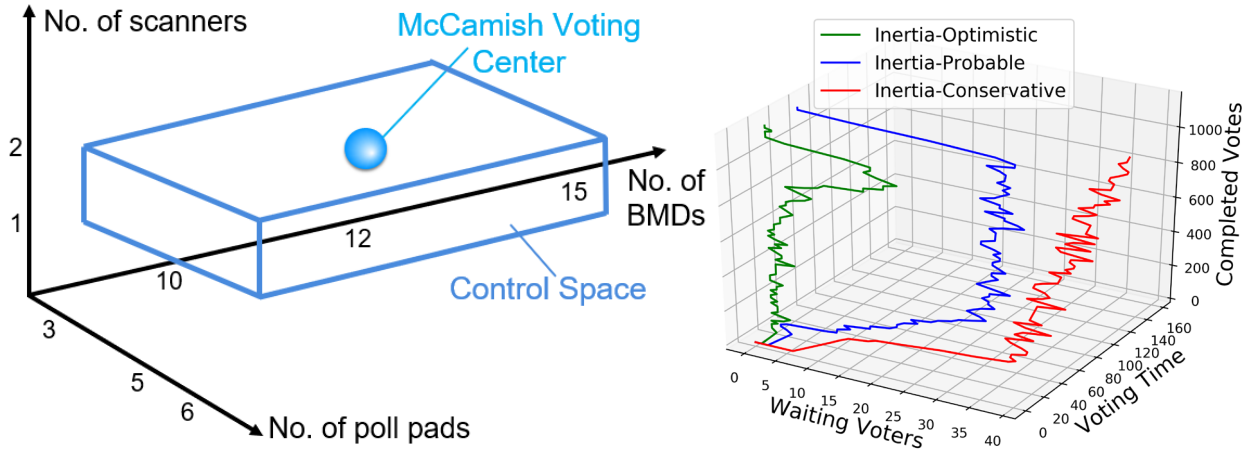 No. of scanners
McCamish Voting
Center
2
1
15
No. of
BMDs
12
10
Control Space
3
5
6
No. of poll pads
Inertia-Optimistic
Inertia-Probable
Inertia-Conservative
1000
800
600
400
200
0
Completed Votes
160
140
120
100
80
60
40
20
0
Voting Time
0
5
10
15
20
25
30
35
40
Waiting Voters